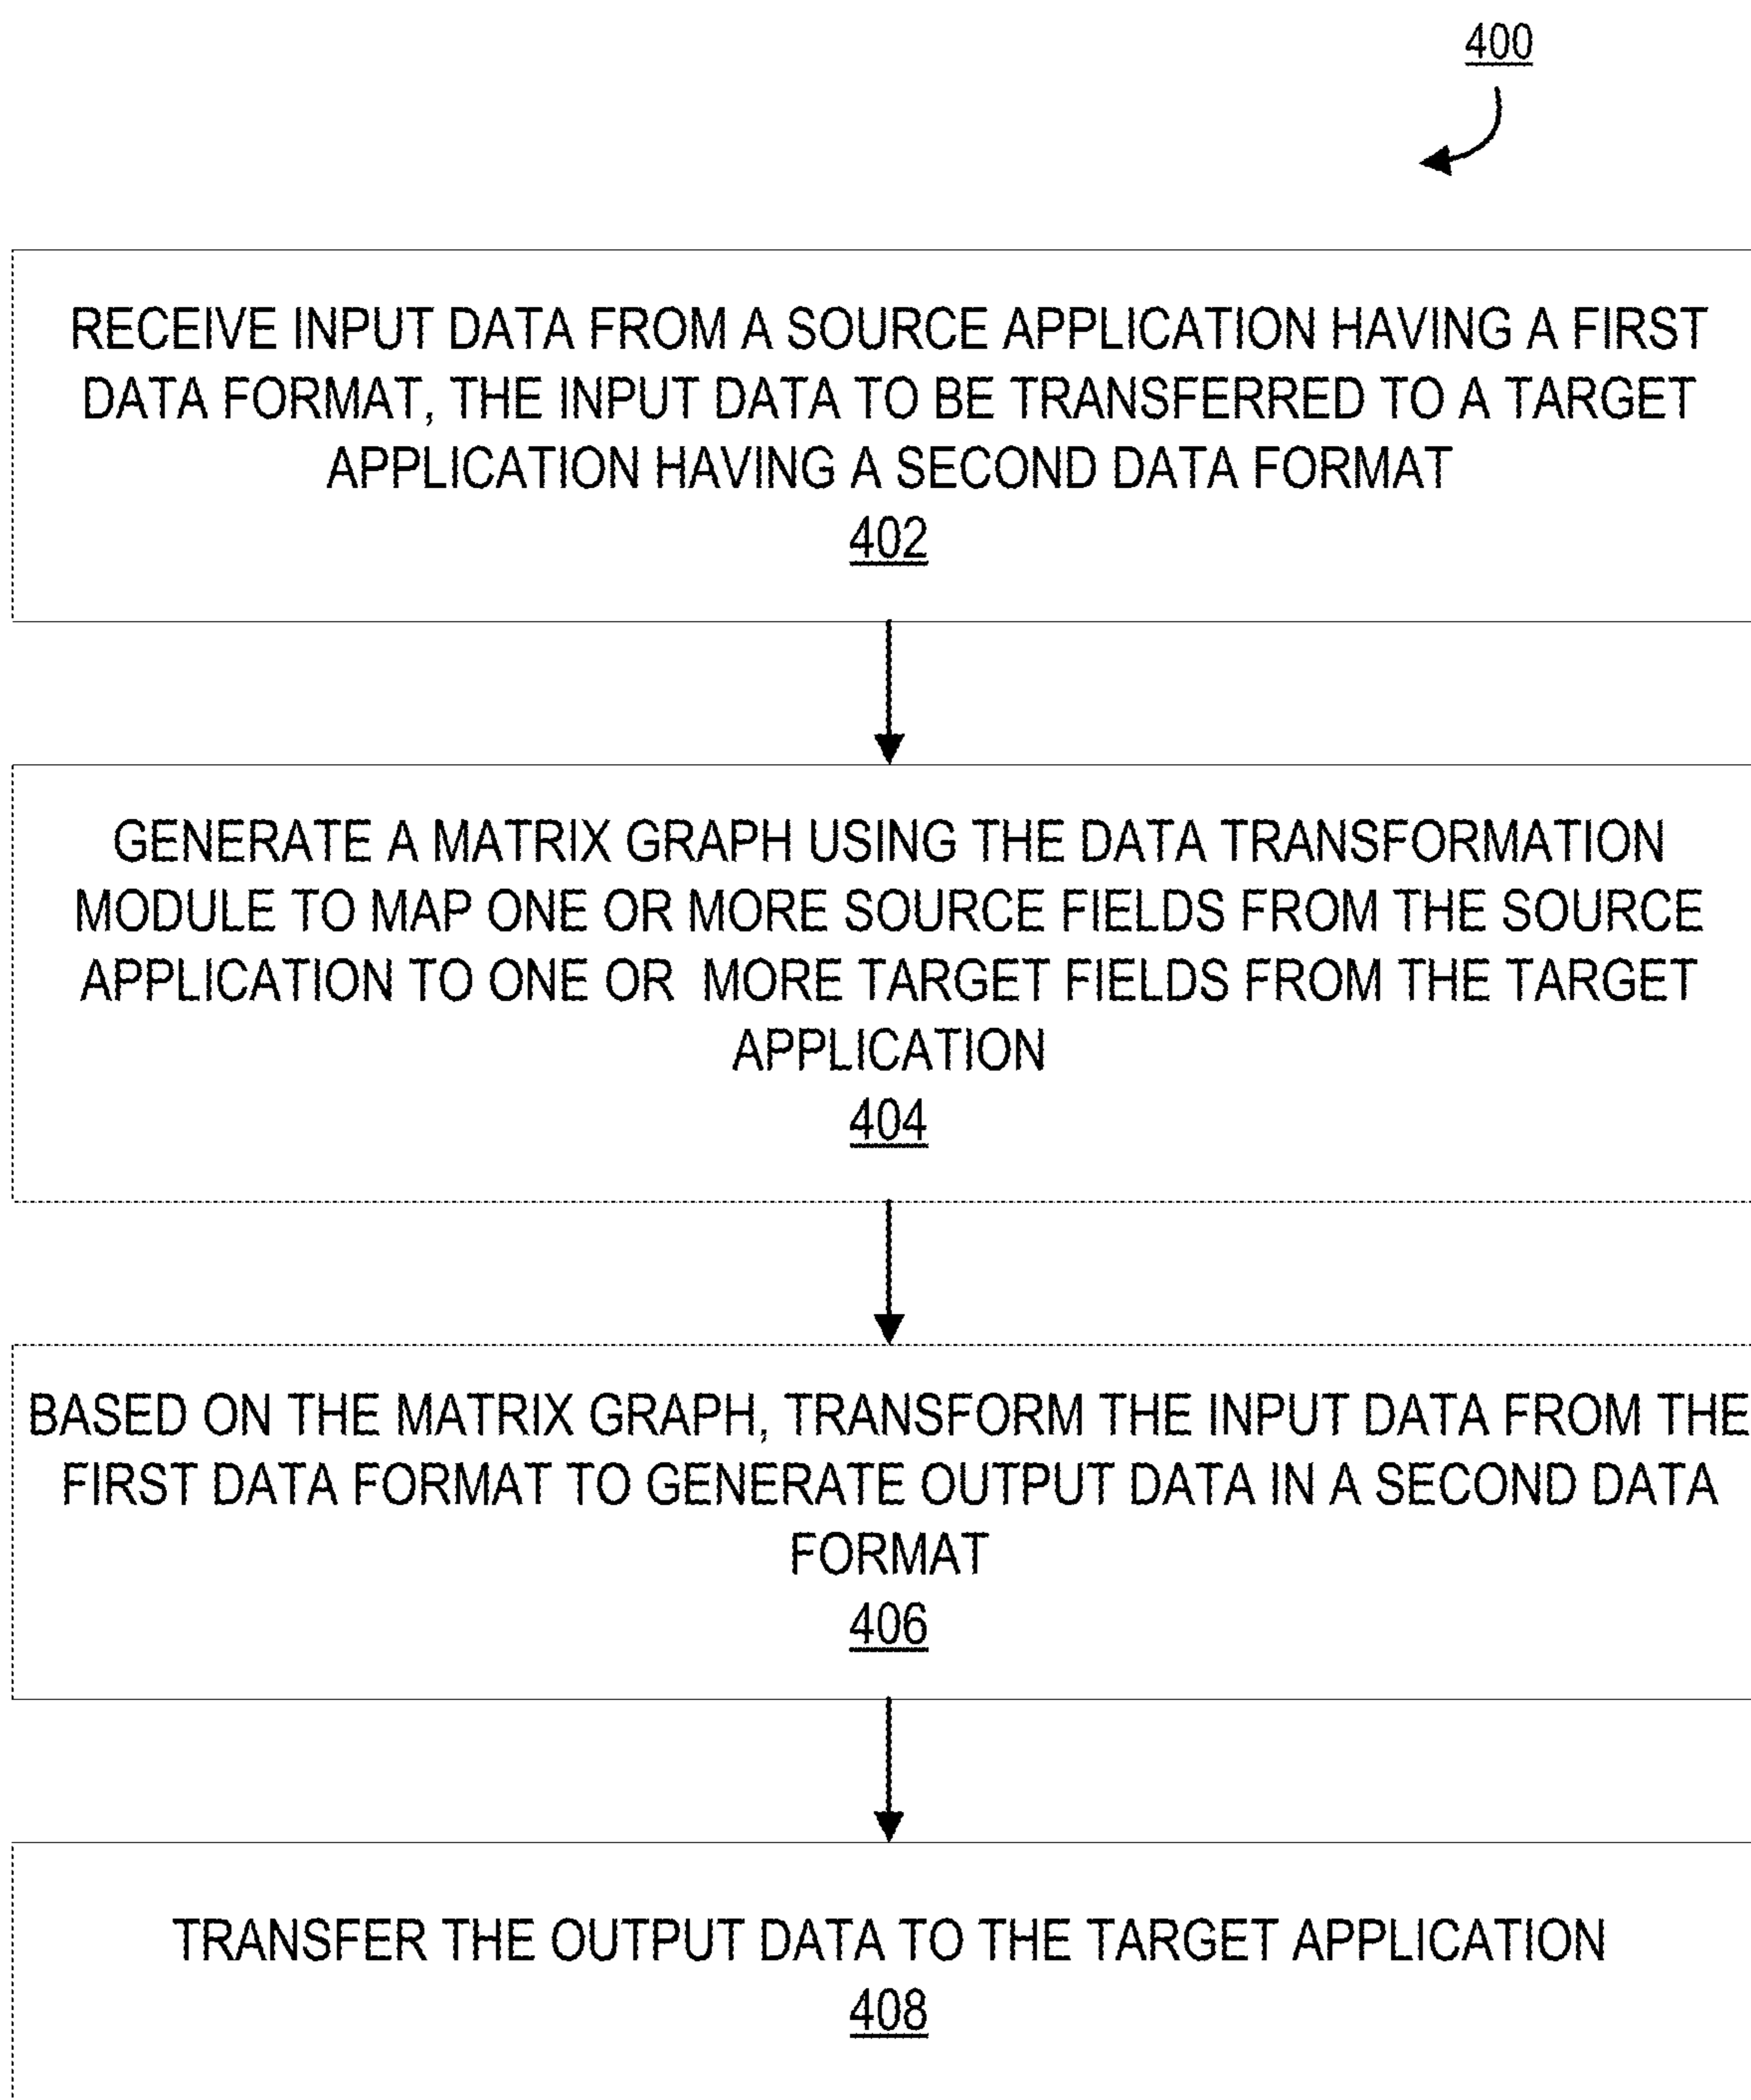 400
RECEIVE INPUT DATA FROM A SOURCE APPLICATION HAVING A FIRST
DATA FORMAT, THE INPUT DATA TO BE TRANSFERRED TO A TARGET
APPLICATION HAVING A SECOND DATA FORMAT
402
GENERATE A MATRIX GRAPH USING THE DATA TRANSFORMATION
MODULE TO MAP ONE OR MORE SOURCE FIELDS FROM THE SOURCE
APPLICATION TO ONE OR MORE TARGET FIELDS FROM THE TARGET
APPLICATION
404
BASED ON THE MATRIX GRAPH, TRANSFORM THE INPUT DATA FROM THE
FIRST DATA FORMAT TO GENERATE OUTPUT DATA IN A SECOND DATA
FORMAT
406
TRANSFER THE OUTPUT DATA TO THE TARGET APPLICATION
408